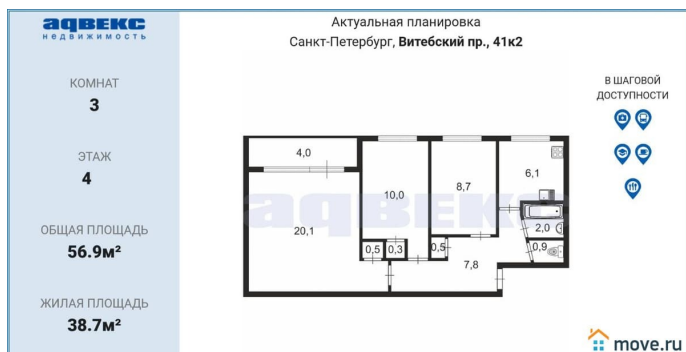 адвекс
недвижимость
КОМНАТ
3
ЭТАЖ
4
ОБЩАЯ ПЛОЩАДЬ
56.9м²
ЖИЛАЯ ПЛОЩАДЬ
38.7м²
Актуальная планировка
Санкт-Петербург, Витебский пр., 41к2
4,0
20,1
10,0
8,7
6,1
2,0
0,9
0,5
0,3
0,5
7,8
адвекс
В ШАГОВОЙ
ДОСТУПНОСТИ
move.ru